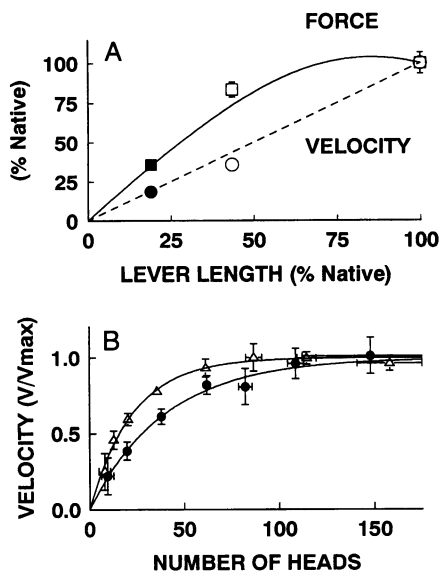 FORCE
A
100
75
50
25
0
(% Native)
VELOCITY
0 25 50 75 100
LEVER LENGTH (% Native)
B
1.0
0.5
0.0
VELOCITY (V/Vmax)
0 50 100 150
NUMBER OF HEADS